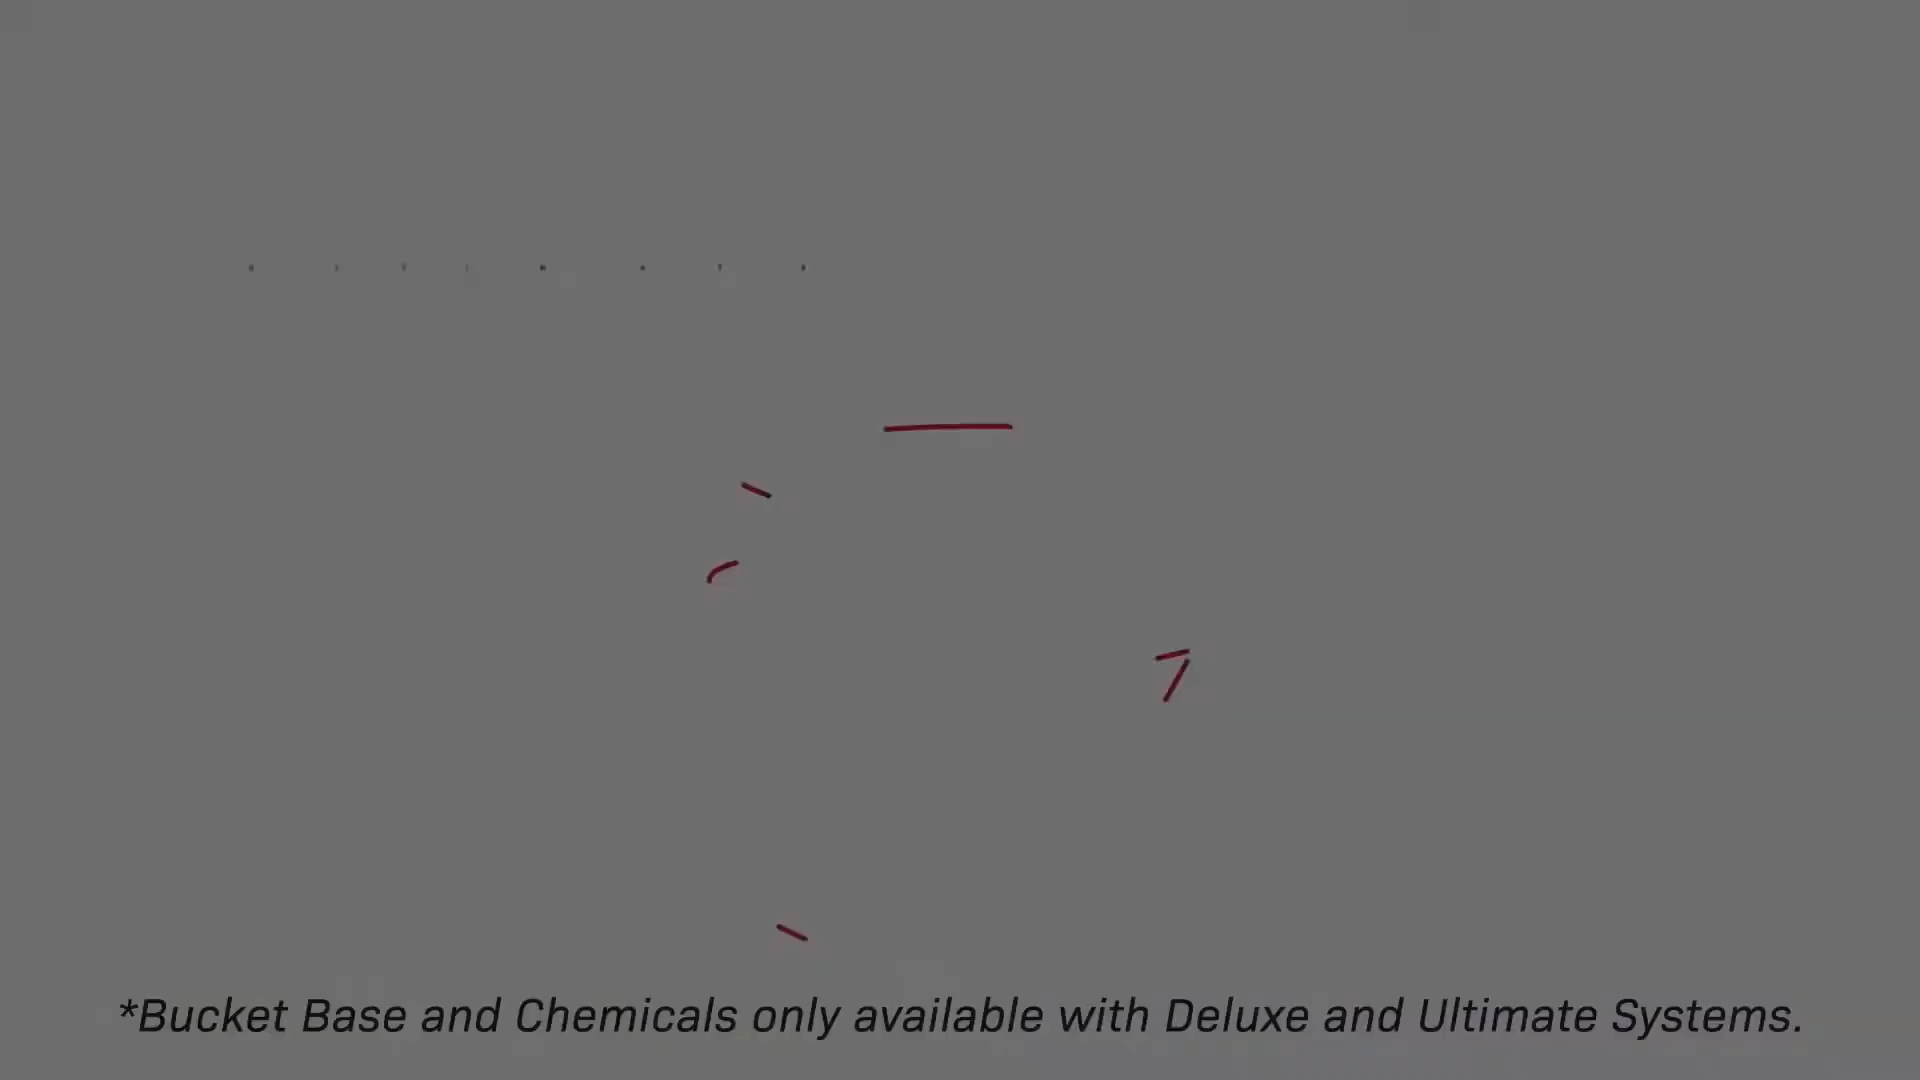 *Bucket Base and Chemicals only available with Deluxe and Ultimate Systems.